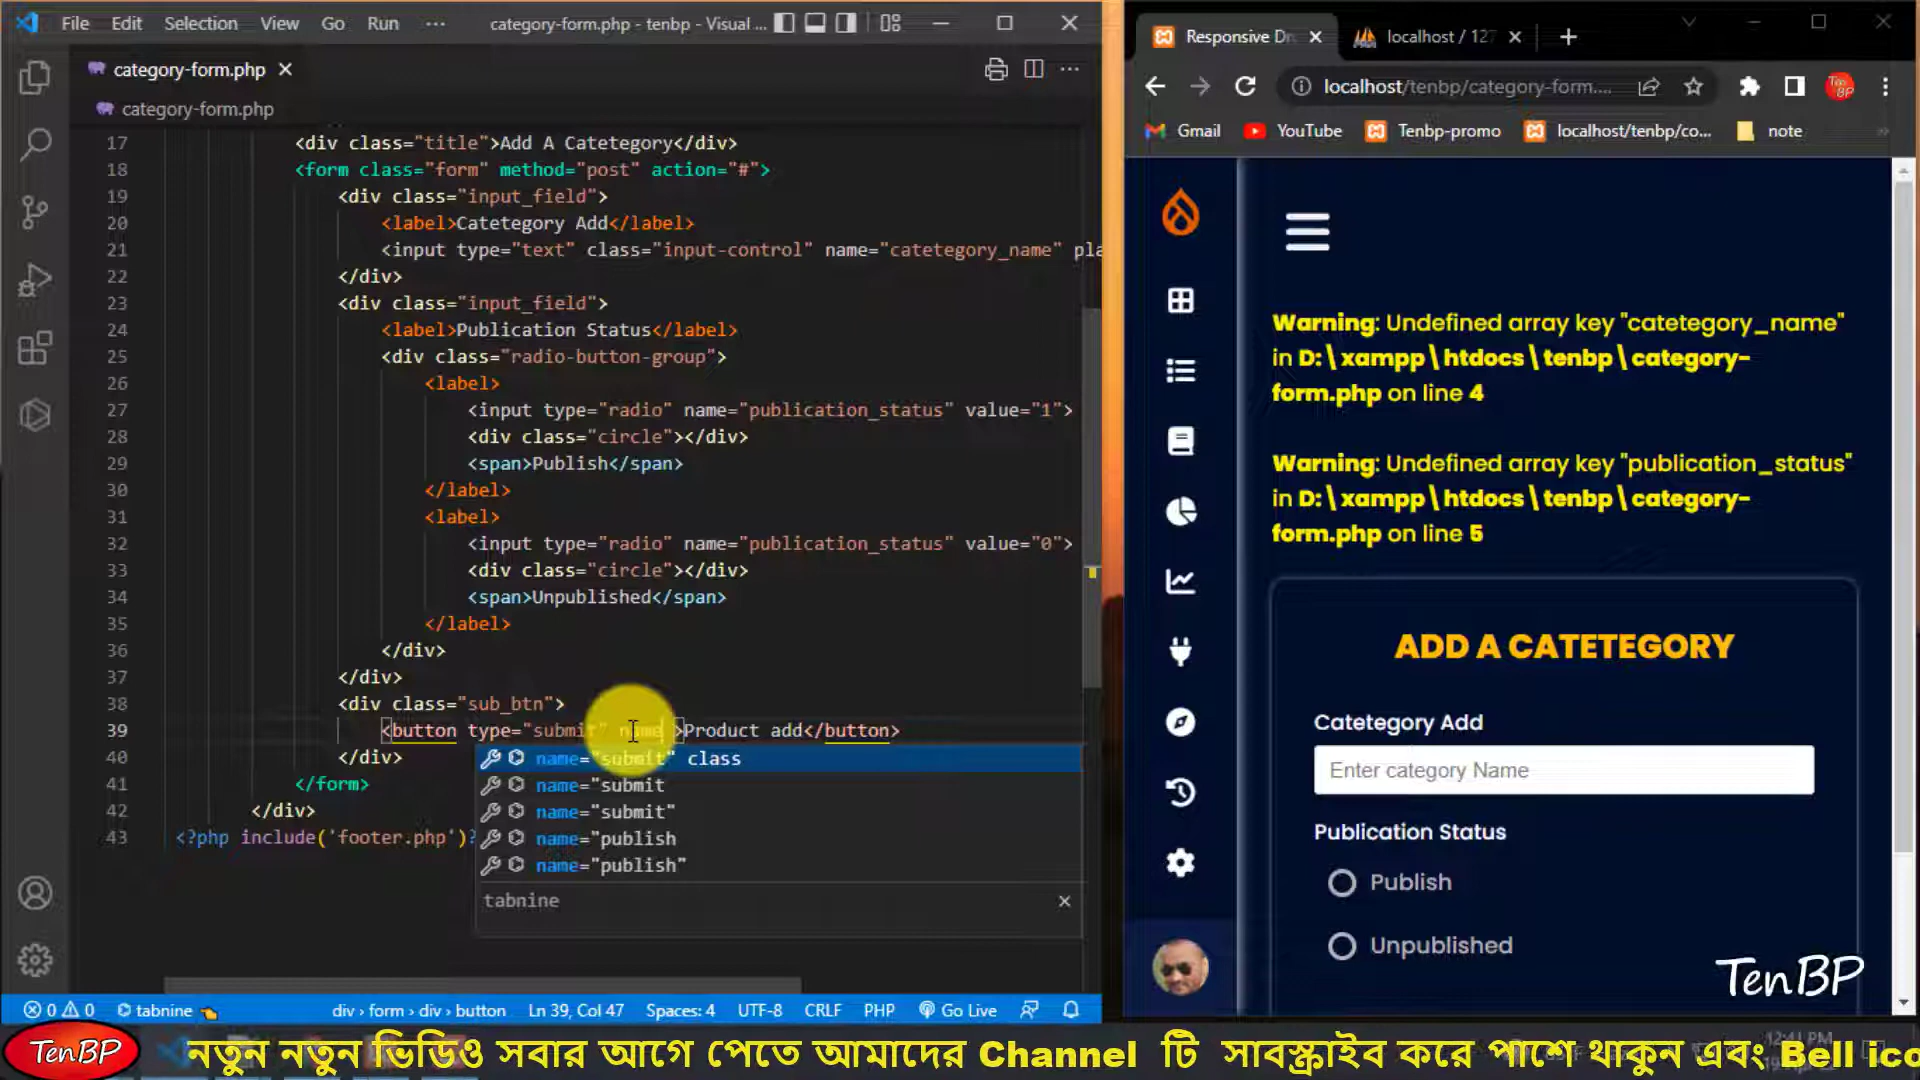 File Edit Selection View Go Run ··· category-form.php - tenbp - Visual ...
category-form.php
category-form.php
17 <div class="title">Add A Catetegory</div>
18 <form class="form" method="post" action="#">
19 <div class="input_field">
20 <label>Catetegory Add</label>
21 <input type="text" class="input-control" name="catetegory_name" pla
22 </div>
23 <div class="input_field">
24 <label>Publication Status</label>
25 <div class="radio-button-group">
26 <label>
27 <input type="radio" name="publication_status" value="1">
28 <div class="circle"></div>
29 <span>Publish</span>
30 </label>
31 <label>
32 <input type="radio" name="publication_status" value="0">
33 <div class="circle"></div>
34 <span>Unpublished</span>
35 </label>
36 </div>
37 </div>
38 <div class="sub_btn">
39 <button type="submit" name >Product add</button>
40 </div>
41 </form>
42 </div>
43 <?php include('footer.php')?
name="submit" class
name="submit
name="submit"
name="publish
name="publish"
tabnine
0 0 tabnine div › form › div › button Ln 39, Col 47 Spaces: 4 UTF-8 CRLF PHP Go Live
Responsive Dr
localhost / 127
localhost/tenbp/category-form....
Gmail YouTube Tenbp-promo localhost/tenbp/co... note
Warning: Undefined array key "catetegory_name"
in D:\xampp\htdocs\tenbp\category-
form.php on line 4
Warning: Undefined array key "publication_status"
in D:\xampp\htdocs\tenbp\category-
form.php on line 5
ADD A CATETEGORY
Catetegory Add
Enter category Name
Publication Status
Publish
Unpublished
TenBP
12:41 PM
TenBP
নতুন নতুন ভিডিও সবার আগে পেতে আমাদের Channel টি সাবস্ক্রাইব করে পাশে থাকুন এবং Bell ico